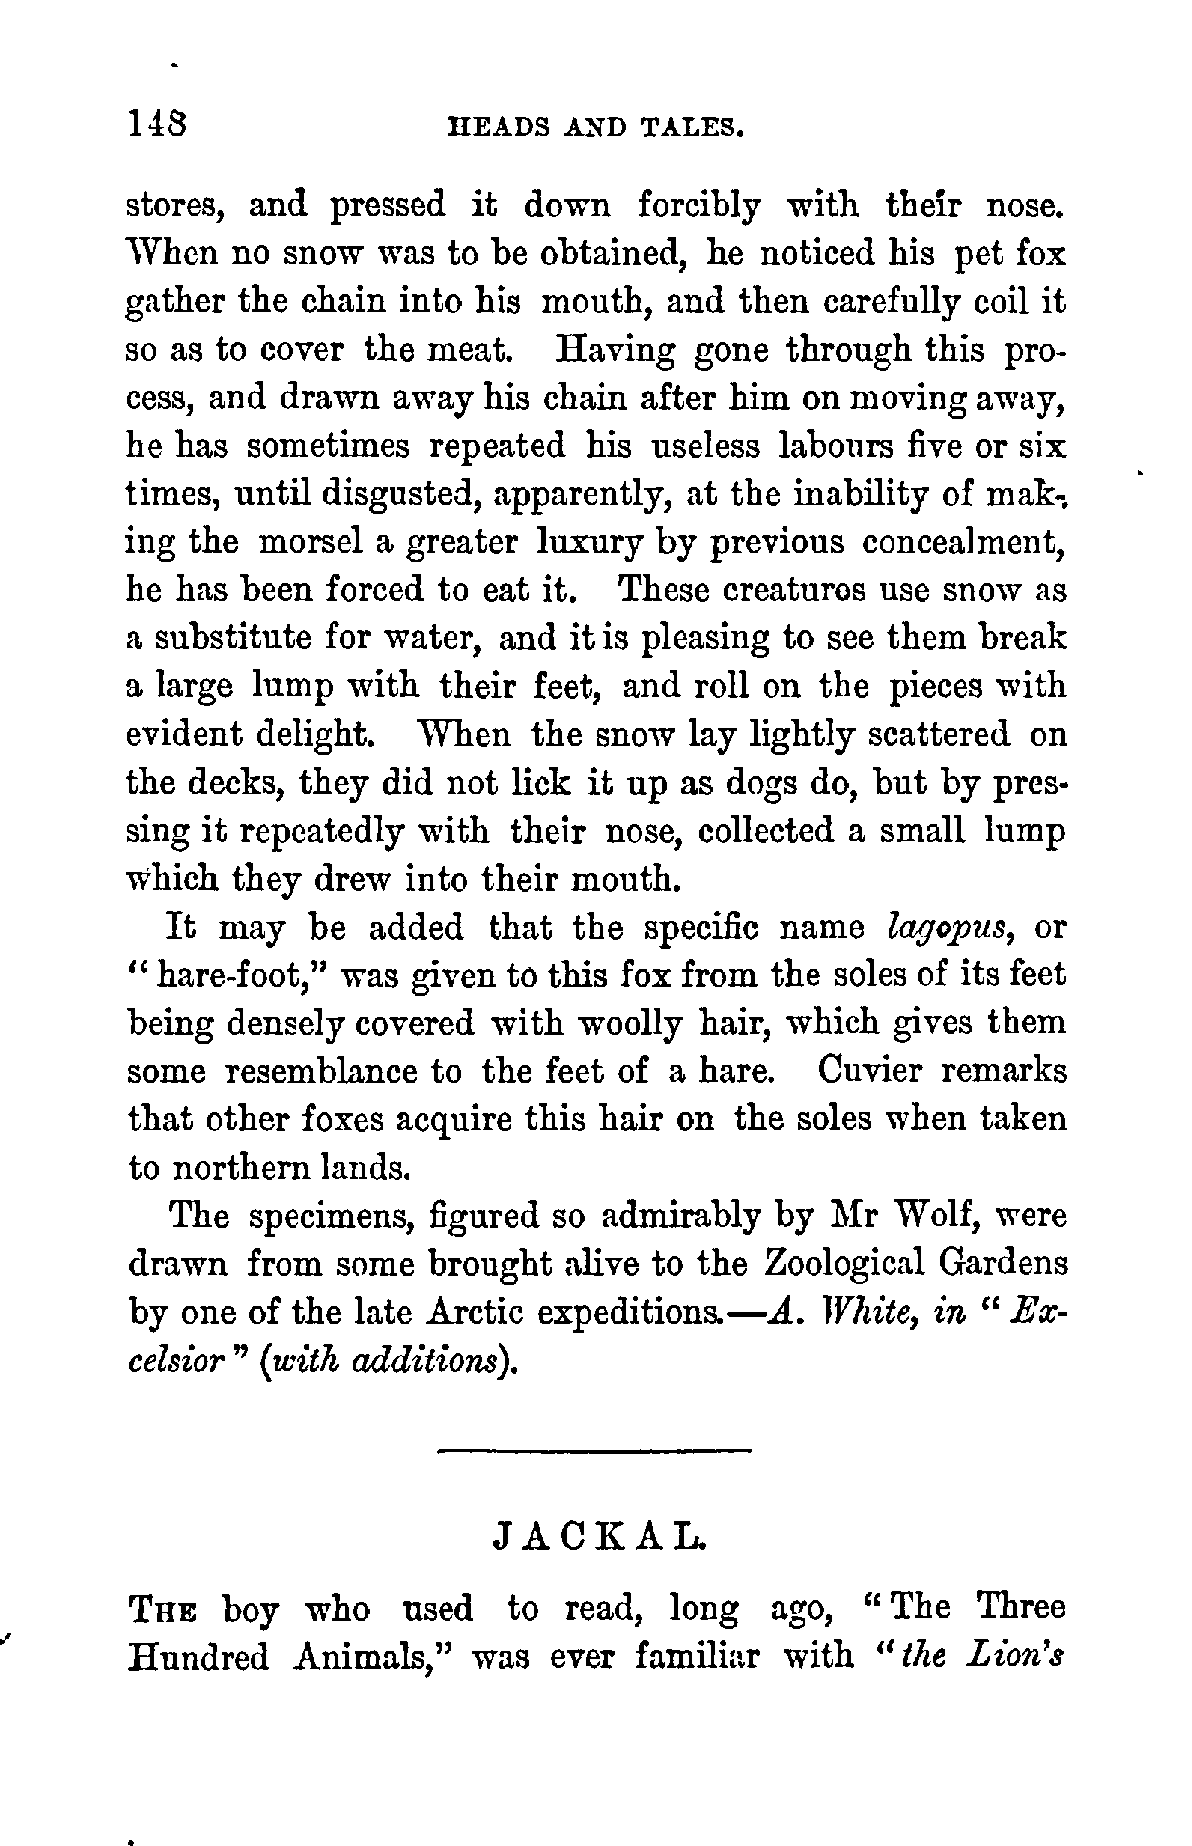 148 HEADS AND TALES.
stores, and pressed it down forcibly with their nose.
When no snow was to be obtained, he noticed his pet fox
gather the chain into his mouth, and then carefully coil it
so as to cover the meat. Having gone through this pro-
cess, and drawn away his chain after him on moving away,
he has sometimes repeated his useless labours five or six
times, until disgusted, apparently, at the inability of mak-
ing the morsel a greater luxury by previous concealment,
he has been forced to eat it. These creatures use snow as
a substitute for water, and it is pleasing to see them break
a large lump with their feet, and roll on the pieces with
evident delight. When the snow lay lightly scattered on
the decks, they did not lick it up as dogs do, but by pres-
sing it repeatedly with their nose, collected a small lump
which they drew into their mouth.
It may be added that the specific name lagopus, or
“hare-foot,” was given to this fox from the soles of its feet
being densely covered with woolly hair, which gives them
some resemblance to the feet of a hare. Cuvier remarks
that other foxes acquire this hair on the soles when taken
to northern lands.
The specimens, figured so admirably by Mr Wolf, were
drawn from some brought alive to the Zoological Gardens
by one of the late Arctic expeditions.—A. White, in “Ex-
celsior” (with additions).
JACKAL.
THE boy who used to read, long ago, “The Three
Hundred Animals,” was ever familiar with “the Lion's